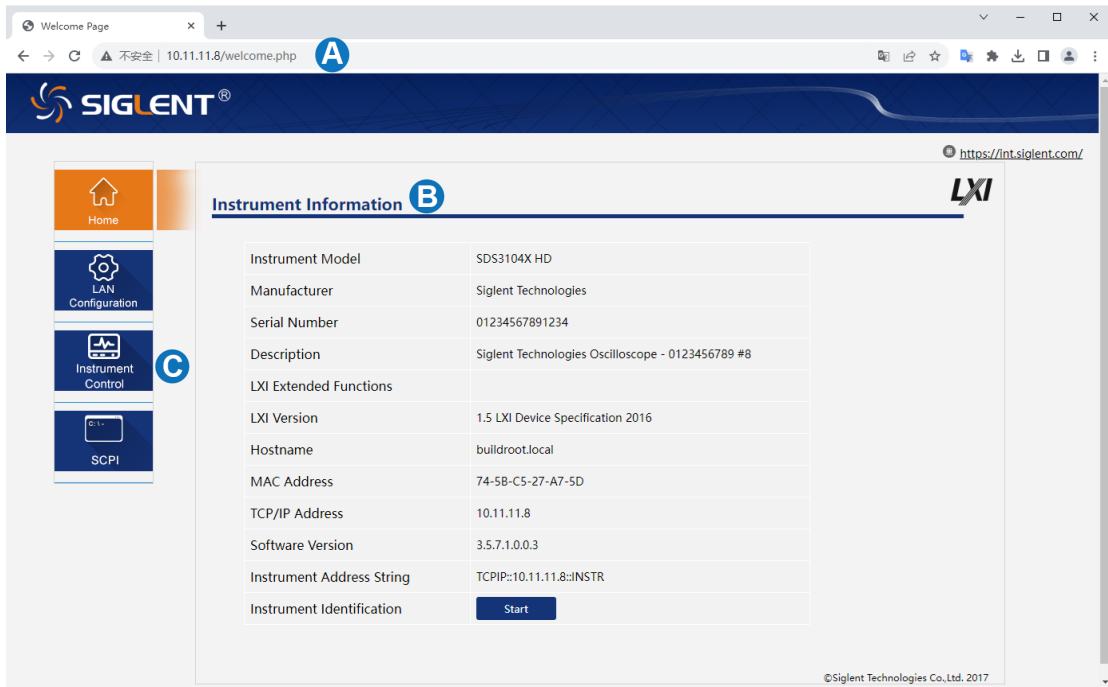 Welcome Page
不安全 10.11.11.8/welcome.php A
SIGLENT®
https://int.siglent.com/
Home
LAN
Configuration
Instrument
Control
C
C:\-
SCPI
Instrument Information B
LXI
Instrument Model SDS3104X HD
Manufacturer Siglent Technologies
Serial Number 01234567891234
Description Siglent Technologies Oscilloscope - 0123456789 #8
LXI Extended Functions
LXI Version 1.5 LXI Device Specification 2016
Hostname buildroot.local
MAC Address 74-5B-C5-27-A7-5D
TCP/IP Address 10.11.11.8
Software Version 3.5.7.1.0.0.3
Instrument Address String TCPIP::10.11.11.8::INSTR
Instrument Identification Start
©Siglent Technologies Co.,Ltd. 2017